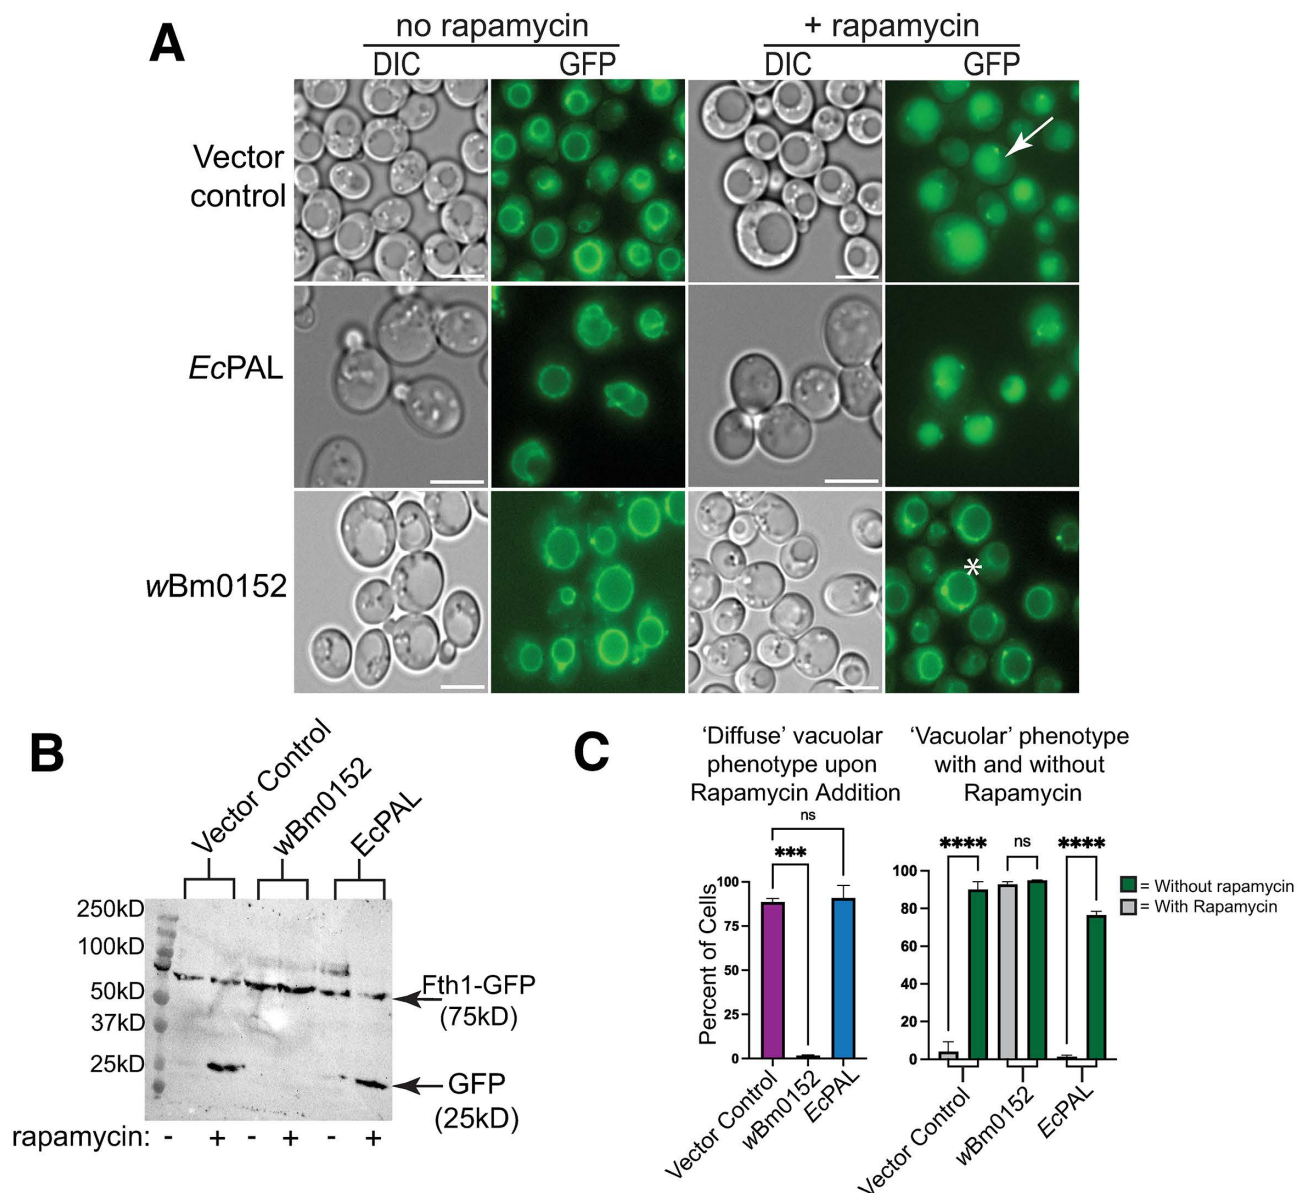 A
no rapamycin
+ rapamycin
DIC
GFP
DIC
GFP
Vector
control
EcPAL
wBm0152
*
B
Vector Control
wBm0152
EcPAL
250kD
100kD
50kD
37kD
25kD
Fth1-GFP
(75kD)
GFP
(25kD)
rapamycin: - + - + - +
C
‘Diffuse’ vacuolar
phenotype upon
Rapamycin Addition
ns
***
100
75
50
25
0
Percent of Cells
Vector Control
wBm0152
EcPAL
‘Vacuolar’ phenotype
with and without
Rapamycin
**** ns ****
100
80
60
40
20
0
Vector Control
wBm0152
EcPAL
= Without rapamycin
= With Rapamycin